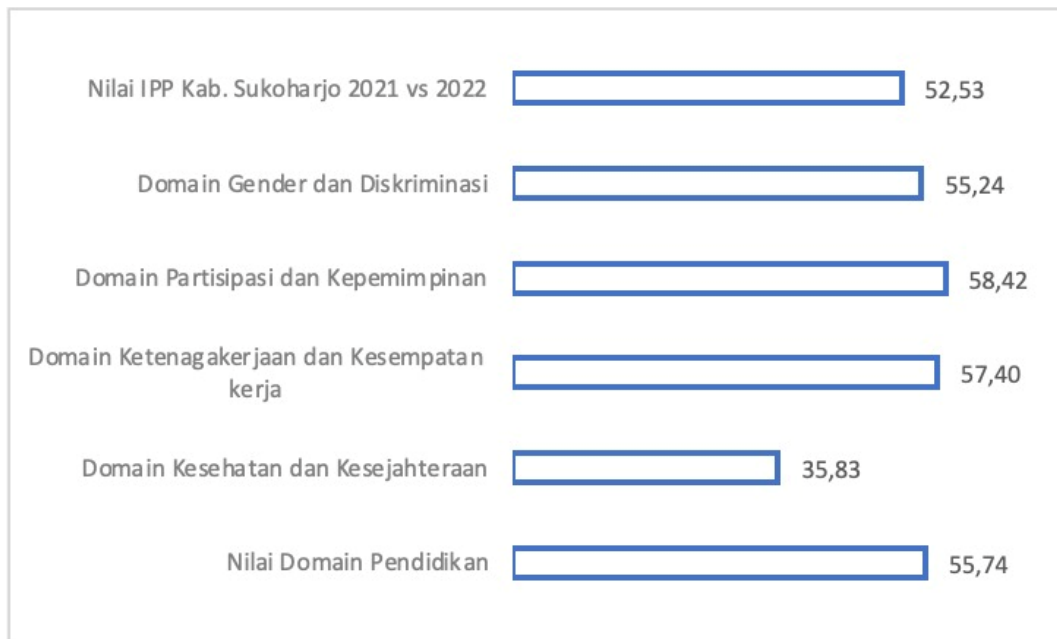 Nilai IPP Kab. Sukoharjo 2021 vs 2022
52,53
Domain Gender dan Diskriminasi
55,24
Domain Partisipasi dan Kepemimpinan
58,42
Domain Ketenagakerjaan dan Kesempatan
kerja
57,40
Domain Kesehatan dan Kesejahteraan
35,83
Nilai Domain Pendidikan
55,74